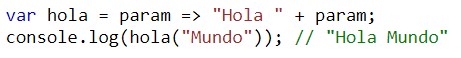 var hola = param => "Hola " + param;
console.log(hola("Mundo")); // "Hola Mundo"